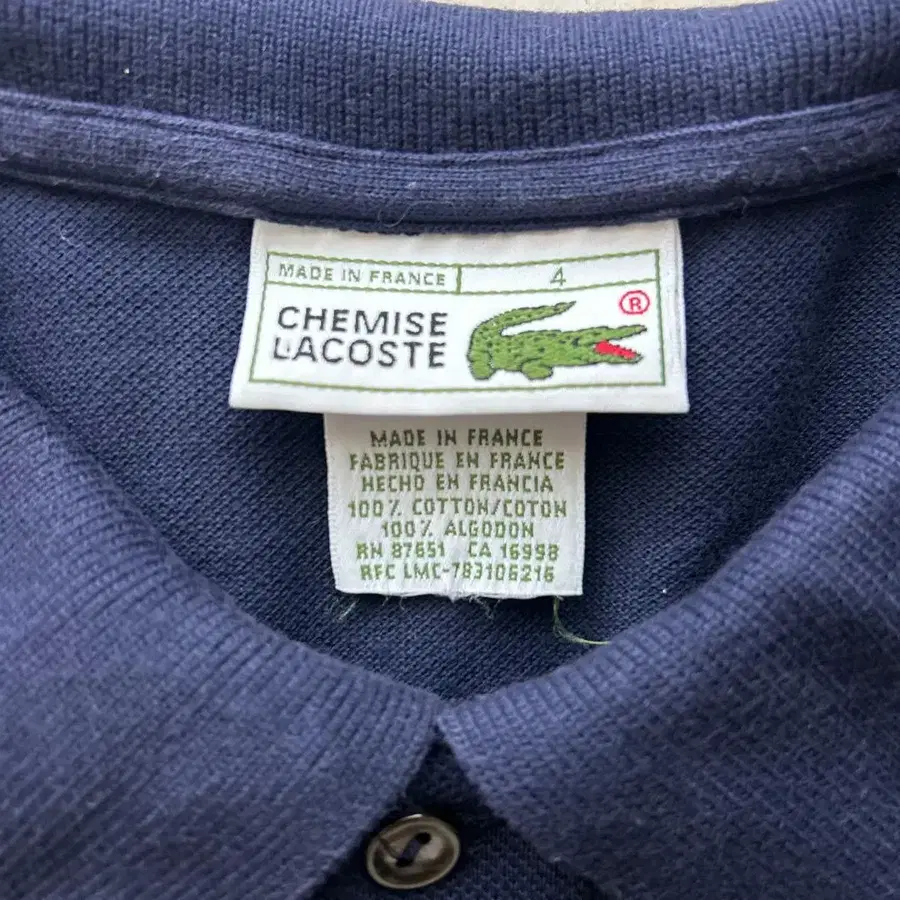 MADE IN FRANCE 4
CHEMISE
LACOSTE
®
MADE IN FRANCE
FABRIQUE EN FRANCE
HECHO EN FRANCIA
100% COTTON/COTON
100% ALGODON
RN 87651 CA 16998
RFC LMC-783106216